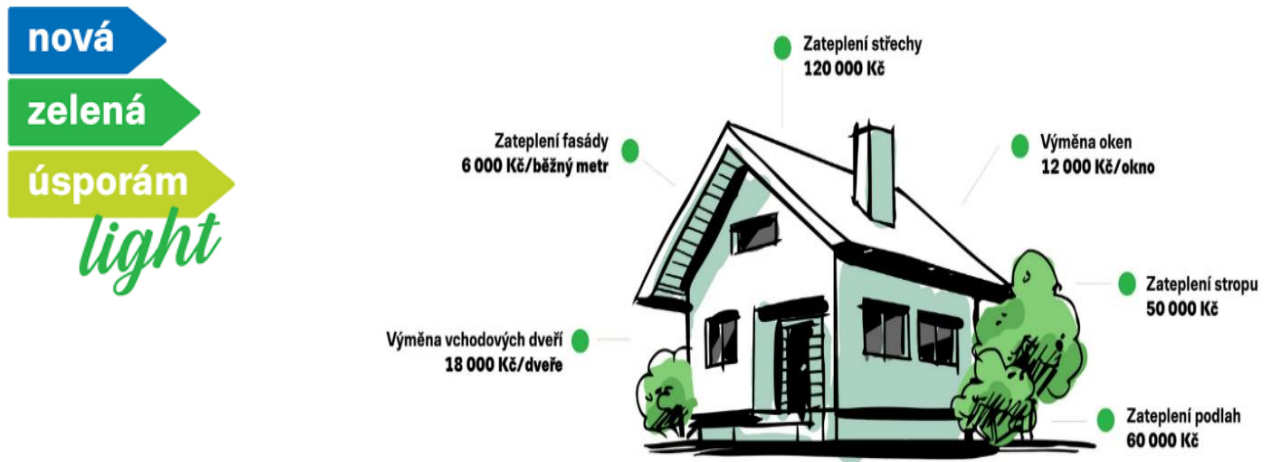 nová
zelená
úsporám
light
Zateplení střechy
120 000 Kč
Zateplení fasády
6 000 Kč/běžný metr
Výměna oken
12 000 Kč/okno
Zateplení stropu
50 000 Kč
Výměna vchodových dveří
18 000 Kč/dveře
Zateplení podlah
60 000 Kč